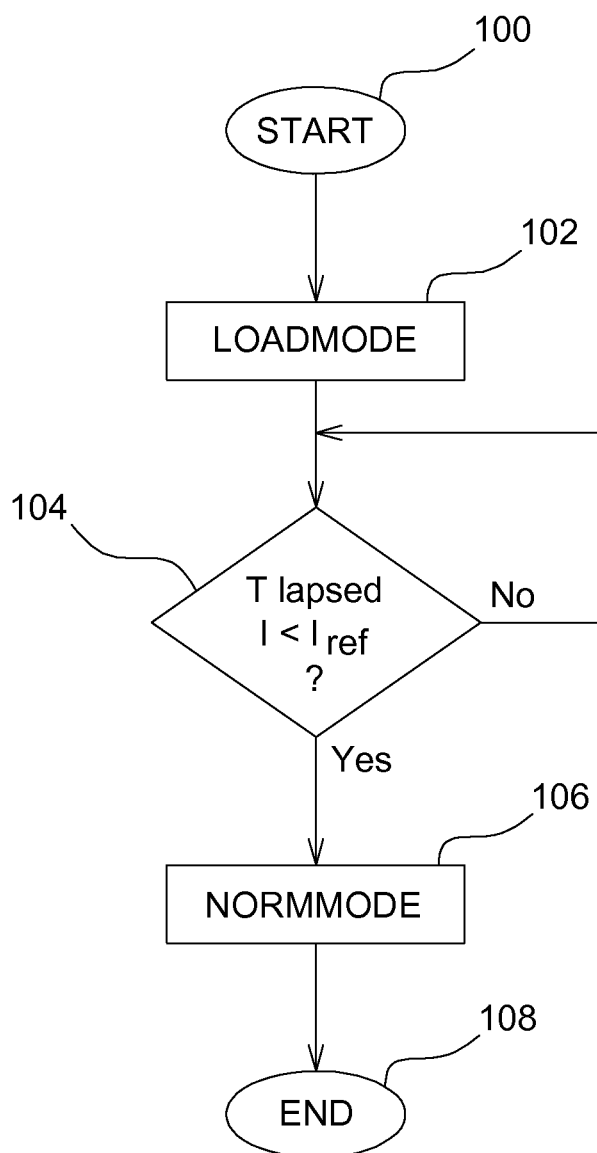 100
START
102
LOADMODE
104
T lapsed
I < I ref
?
No
Yes
106
NORMMODE
108
END